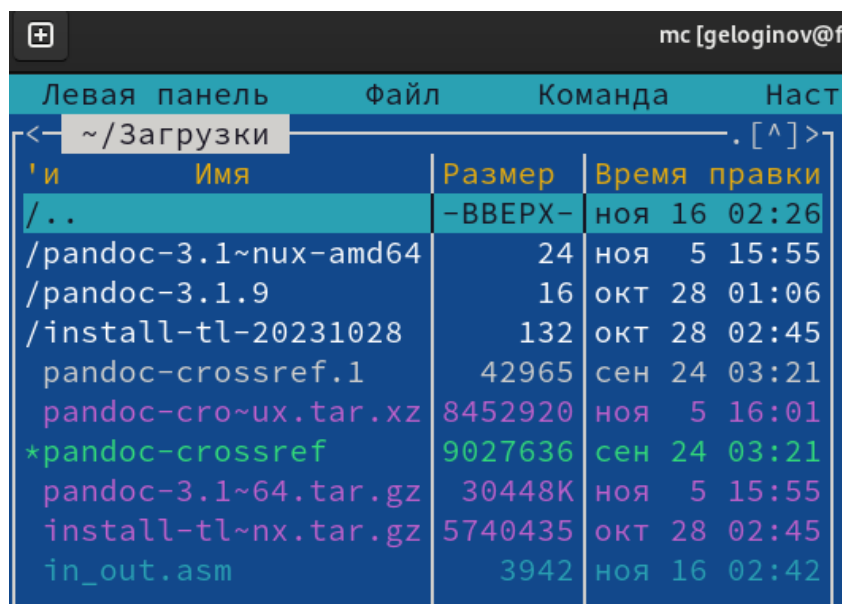 mc [geloginov@f
Левая панель Файл Команда Наст
<─ ~/Загрузки ─.[^]>
'и Имя Размер Время правки
/.. -ВВЕРХ- ноя 16 02:26
/pandoc-3.1~nux-amd64 24 ноя 5 15:55
/pandoc-3.1.9 16 окт 28 01:06
/install-tl-20231028 132 окт 28 02:45
pandoc-crossref.1 42965 сен 24 03:21
pandoc-cro~ux.tar.xz 8452920 ноя 5 16:01
*pandoc-crossref 9027636 сен 24 03:21
pandoc-3.1~64.tar.gz 30448K ноя 5 15:55
install-tl~nx.tar.gz 5740435 окт 28 02:45
in_out.asm 3942 ноя 16 02:42